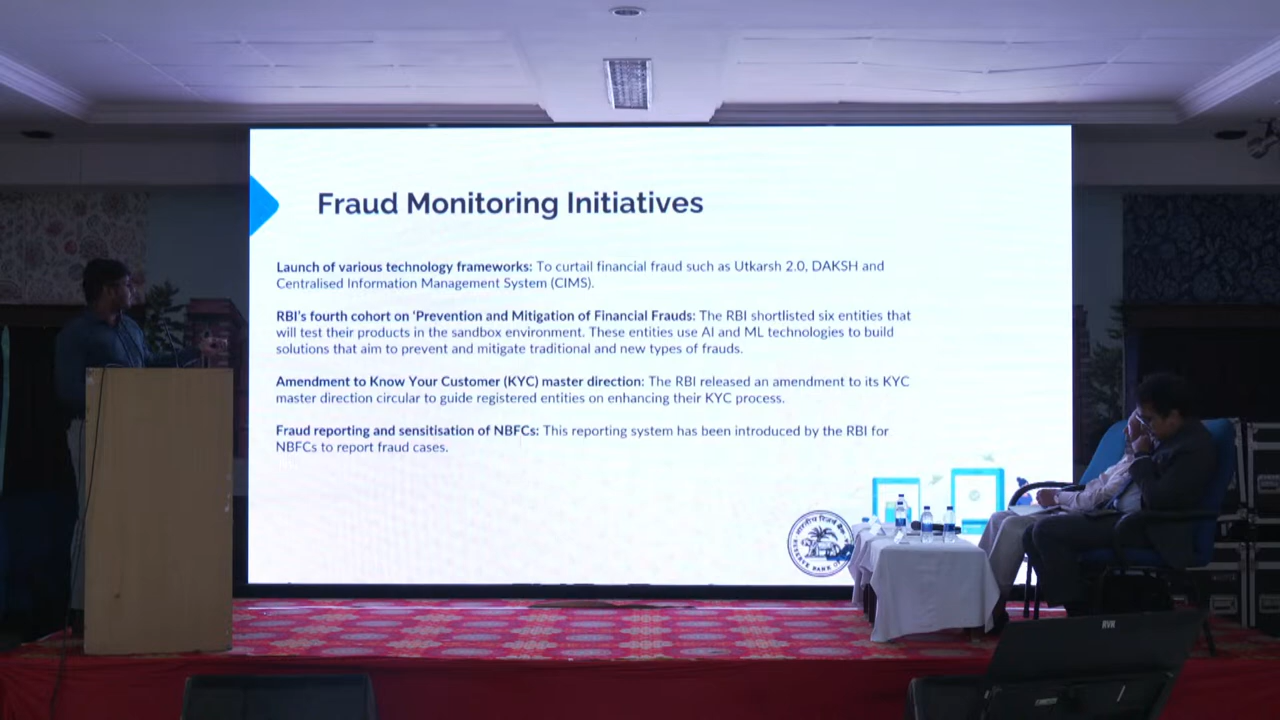 Fraud Monitoring Initiatives
Launch of various technology frameworks: To curtail financial fraud such as Utkarsh 2.0, DAKSH and
Centralised Information Management System (CIMS).
RBI's fourth cohort on 'Prevention and Mitigation of Financial Frauds: The RBI shortlisted six entities that
will test their products in the sandbox environment. These entities use AI and ML technologies to build
solutions that aim to prevent and mitigate traditional and new types of frauds.
Amendment to Know Your Customer (KYC) master direction: The RBI released an amendment to its KYC
master direction circular to guide registered entities on enhancing their KYC process.
Fraud reporting and sensitisation of NBFCs: This reporting system has been introduced by the RBI for
NBFCs to report fraud cases.
भारतीय रिज़र्व बैंक
RESERVE BANK OF
RVR